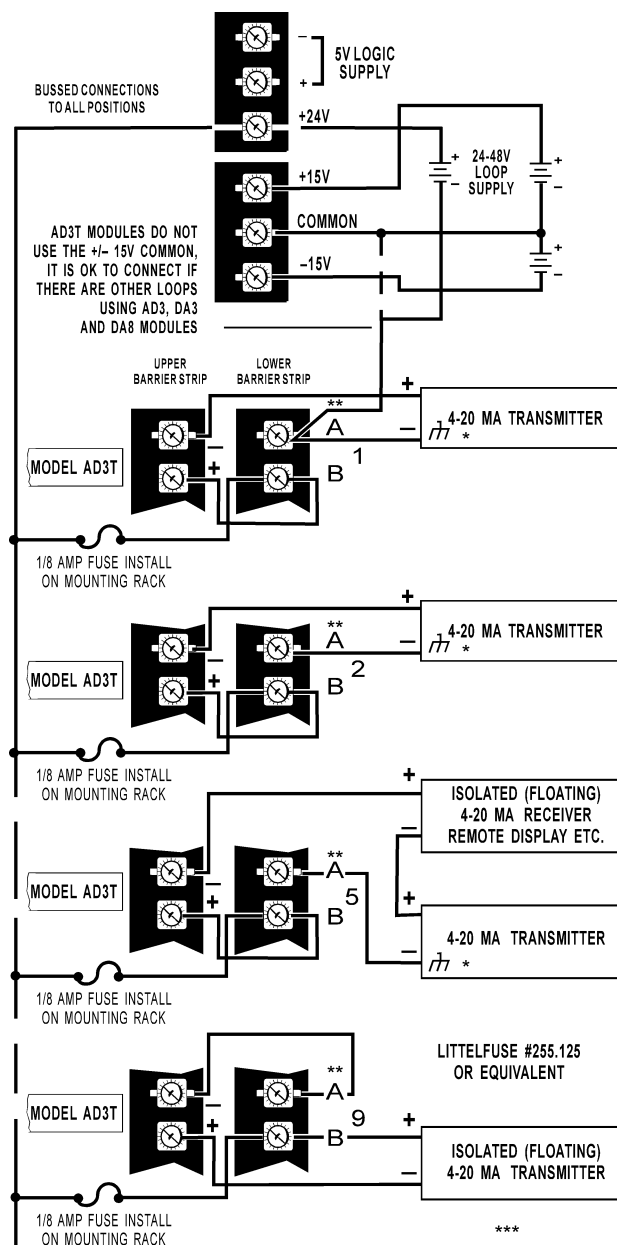 –
+
5V LOGIC
SUPPLY
BUSSED CONNECTIONS
TO ALL POSITIONS
+24V
+15V
24-48V
LOOP
SUPPLY
+
–
+
–
COMMON
+
–
–15V
AD3T MODULES DO NOT
USE THE +/– 15V COMMON,
IT IS OK TO CONNECT IF
THERE ARE OTHER LOOPS
USING AD3, DA3
AND DA8 MODULES
UPPER
BARRIER STRIP
LOWER
BARRIER STRIP
**
A
1
B
–
+
MODEL AD3T
+
–
4-20 MA TRANSMITTER
*
1/8 AMP FUSE INSTALL
ON MOUNTING RACK
**
A
2
B
–
+
MODEL AD3T
+
–
4-20 MA TRANSMITTER
*
1/8 AMP FUSE INSTALL
ON MOUNTING RACK
+
–
ISOLATED (FLOATING)
4-20 MA RECEIVER
REMOTE DISPLAY ETC.
**
A
5
B
–
+
MODEL AD3T
+
–
4-20 MA TRANSMITTER
*
1/8 AMP FUSE INSTALL
ON MOUNTING RACK
LITTELFUSE #255.125
OR EQUIVALENT
**
A
9
B
–
+
MODEL AD3T
+
–
ISOLATED (FLOATING)
4-20 MA TRANSMITTER
1/8 AMP FUSE INSTALL
ON MOUNTING RACK
***